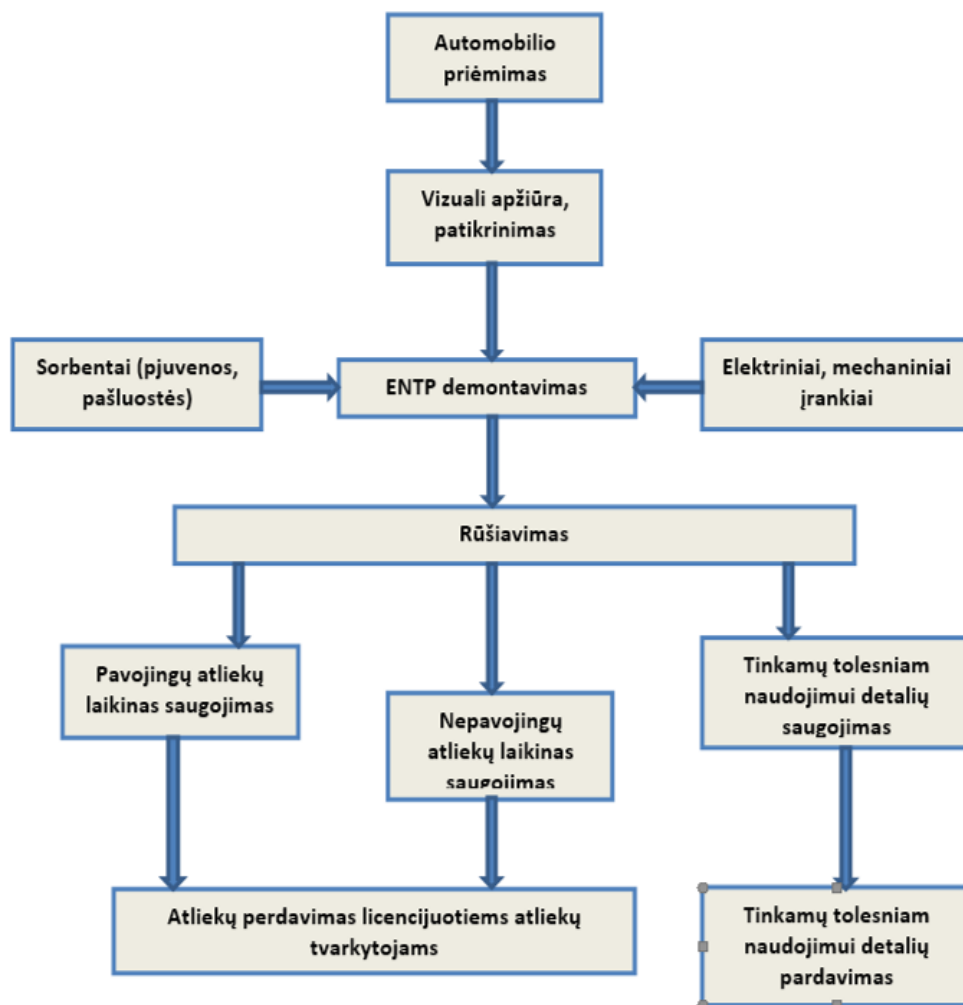 Automobilio
priėmimas
Vizuali apžiūra,
patikrinimas
Sorbentai (pjuvenos,
pašluostės)
ENTP demontavimas
Elektriniai, mechaniniai
įrankiai
Rūšiavimas
Pavojingų atliekų
laikinas saugojimas
Nepavojingų
atliekų laikinas
saugojimas
Tinkamų tolesniam
naudojimui detalių
saugojimas
Atliekų perdavimas licencijuotiems atliekų
tvarkytojams
Tinkamų tolesniam
naudojimui detalių
pardavimas